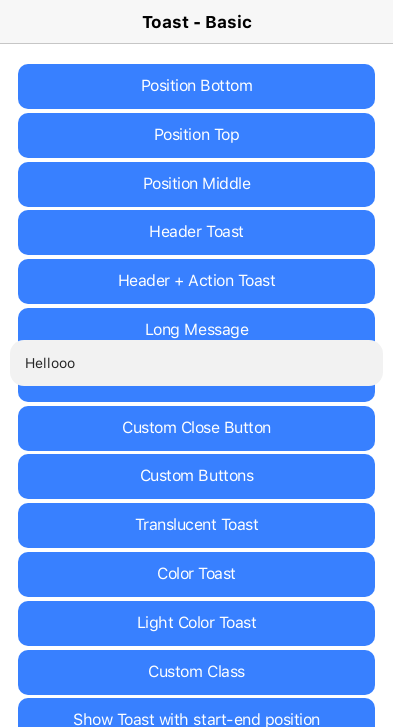 Toast - Basic
Position Bottom
Position Top
Position Middle
Header Toast
Header + Action Toast
Long Message
Hellooo
Custom Close Button
Custom Buttons
Translucent Toast
Color Toast
Light Color Toast
Custom Class
Show Toast with start-end position